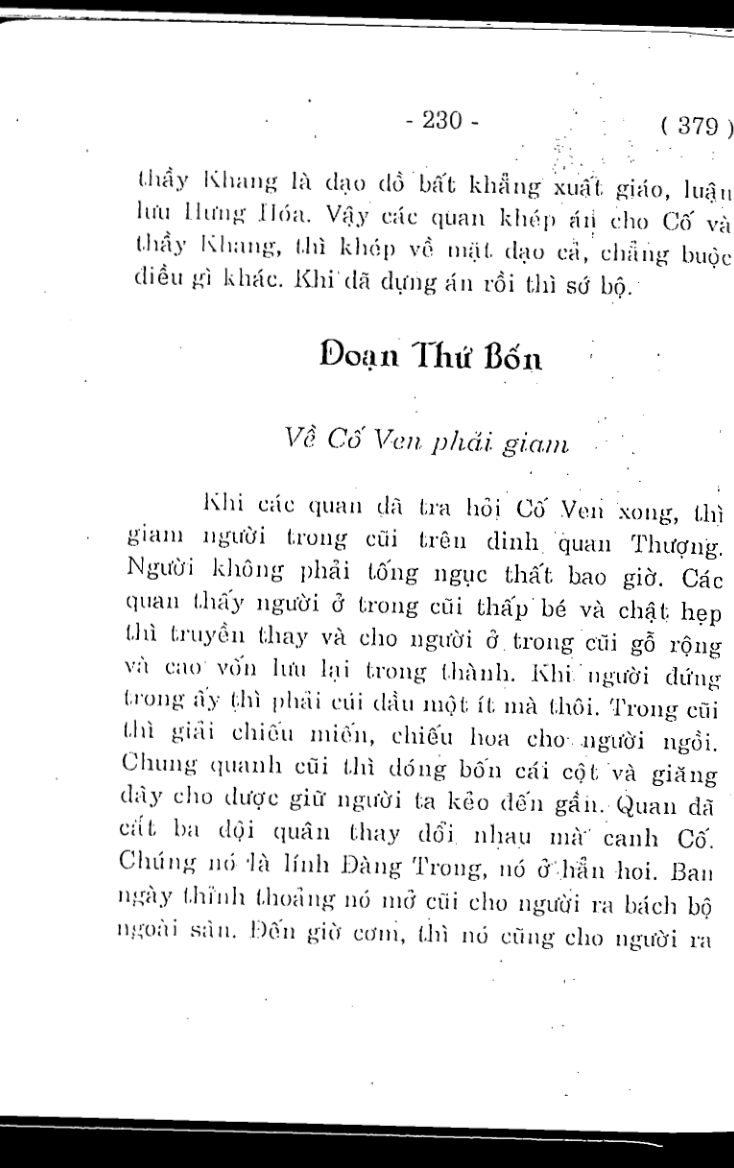 - 230 - ( 379 )
thầy Khang là đạo đồ bất khẳng xuất giáo, luận
lưu Hưng Hóa. Vậy các quan khép án cho Cố và
thầy Khang, thì khép về mặt đạo cả, chẳng buộc
điều gì khác. Khi đã dựng án rồi thì sớ bộ.
Đoạn Thứ Bốn
Về Cố Ven phải giam
Khi các quan đã tra hỏi Cố Ven xong, thì
giam người trong cũi trên dinh quan Thượng.
Người không phải tống ngục thất bao giờ. Các
quan thấy người ở trong cũi thấp bé và chật hẹp
thì truyền thay và cho người ở trong cũi gỗ rộng
và cao vốn lưu lại trong thành. Khi người đứng
trong ấy thì phải cúi đầu một ít mà thôi. Trong cũi
thì giải chiếu miến, chiếu hoa cho người ngồi.
Chung quanh cũi thì đóng bốn cái cột và giăng
dây cho được giữ người ta kẻo đến gần. Quan đã
cắt ba đội quân thay đổi nhau mà canh Cố.
Chúng nó là lính Đàng Trong, nó ở hẳn hoi. Ban
ngày thỉnh thoảng nó mở cũi cho người ra bách bộ
ngoài sân. Đến giờ cơm, thì nó cũng cho người ra